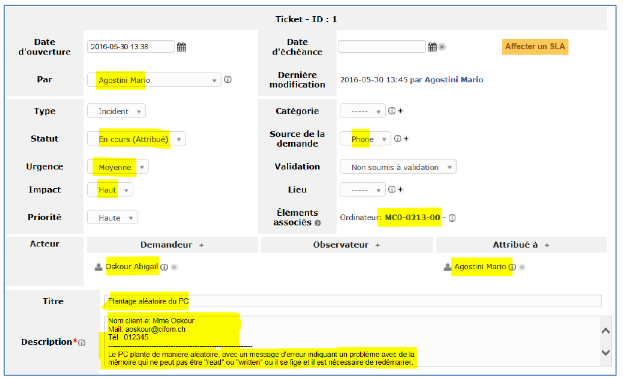 Ticket - ID : 1
Date d'ouverture 2016-05-30 13:38 Date d'échéance Affecter un SLA
Par Agostini Mario Dernière modification 2016-05-30 13:45 par Agostini Mario
Type Incident Catégorie -----  +
Statut En cours (Attribué) Source de la demande Phone +
Urgence Moyenne Validation Non soumis à validation
Impact Haut Lieu ----- +
Priorité Haute Éléments associés Ordinateur: MC0-0213-00 -
Acteur Demandeur + Observateur + Attribué à +
Oskour Abigail Agostini Mario
Titre Plantage aléatoire du PC
Description*
Nom client-e: Mme Oskour
Mail: aoskour@cifom.ch
Tél.: 012345
------------------------------------------------
Le PC plante de manière aléatoire, avec un message d'erreur indiquant un problème avec de la
mémoire qui ne peut pas être "read" ou "written" ou il se fige et il est nécessaire de redémarrer.